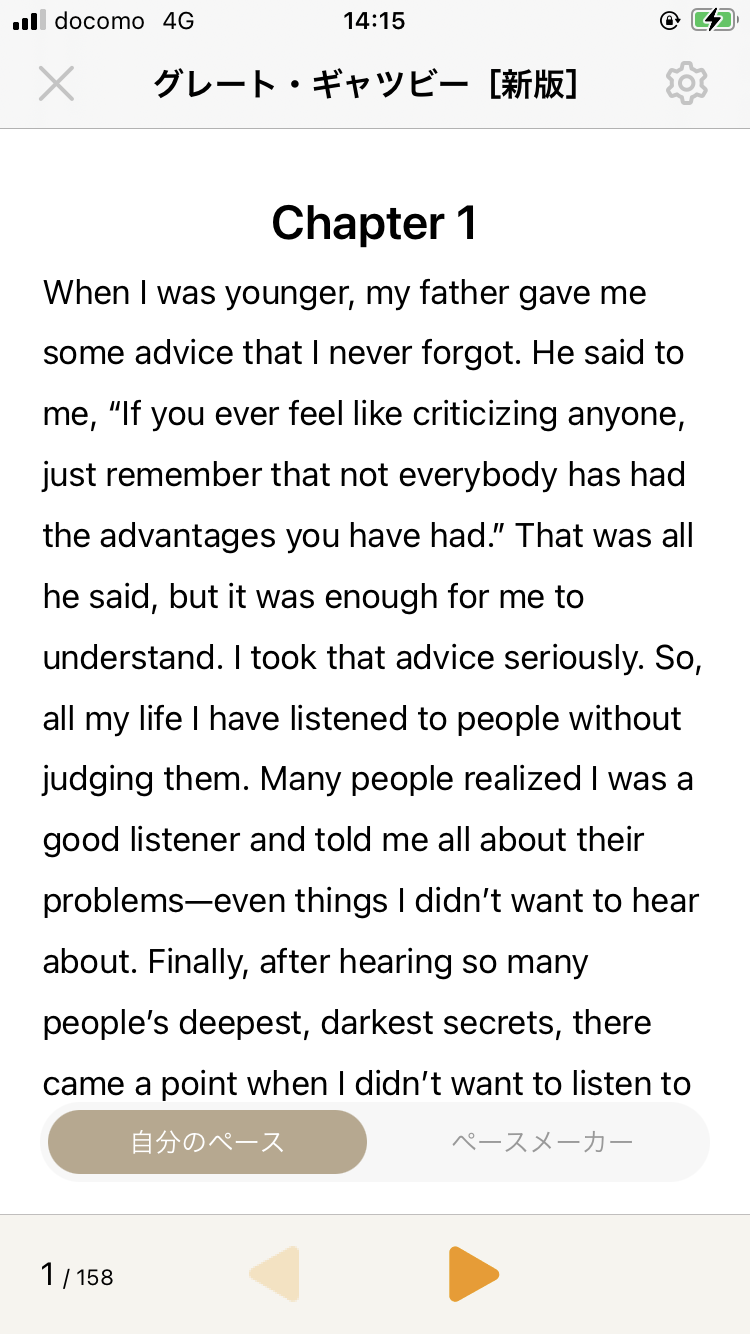 docomo 4G 14:15
グレート・ギャツビー［新版］
Chapter 1
When I was younger, my father gave me
some advice that I never forgot. He said to
me, “If you ever feel like criticizing anyone,
just remember that not everybody has had
the advantages you have had.” That was all
he said, but it was enough for me to
understand. I took that advice seriously. So,
all my life I have listened to people without
judging them. Many people realized I was a
good listener and told me all about their
problems—even things I didn’t want to hear
about. Finally, after hearing so many
people’s deepest, darkest secrets, there
came a point when I didn’t want to listen to
自分のペース ペースメーカー
1 / 158